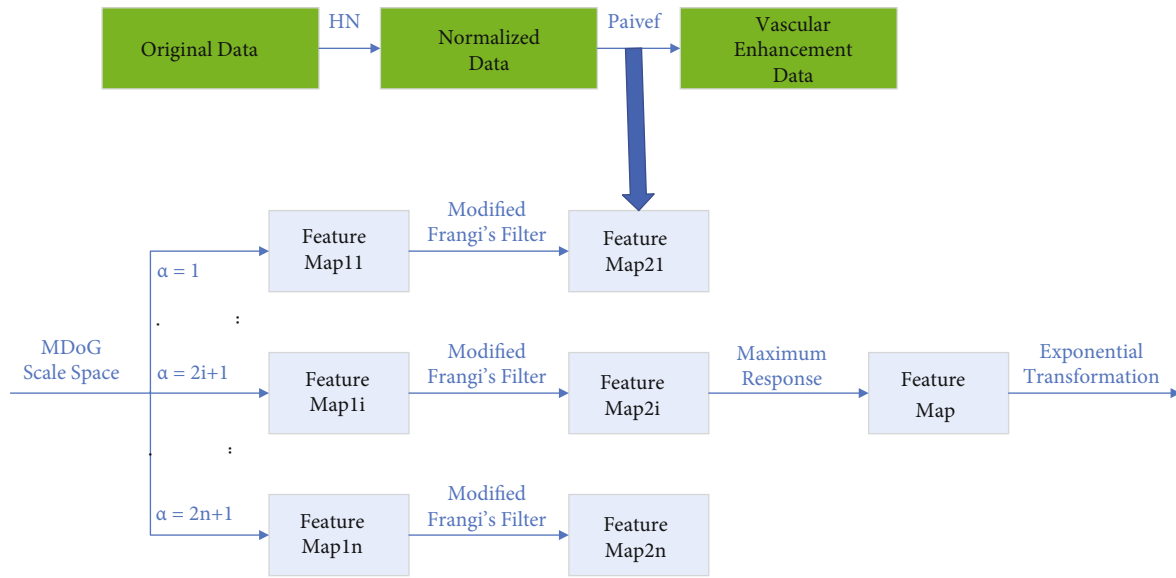 HN
Paivef
Original Data
Normalized
Data
Vascular
Enhancement
Data
Feature
Map11
Modified
Frangi's Filter
Feature
Map21
α = 1
. :
MDoG
Scale Space
α = 2i+1
Feature
Map1i
Modified
Frangi's Filter
Feature
Map2i
Maximum
Response
Feature
Map
Exponential
Transformation
. :
α = 2n+1
Feature
Map1n
Modified
Frangi's Filter
Feature
Map2n